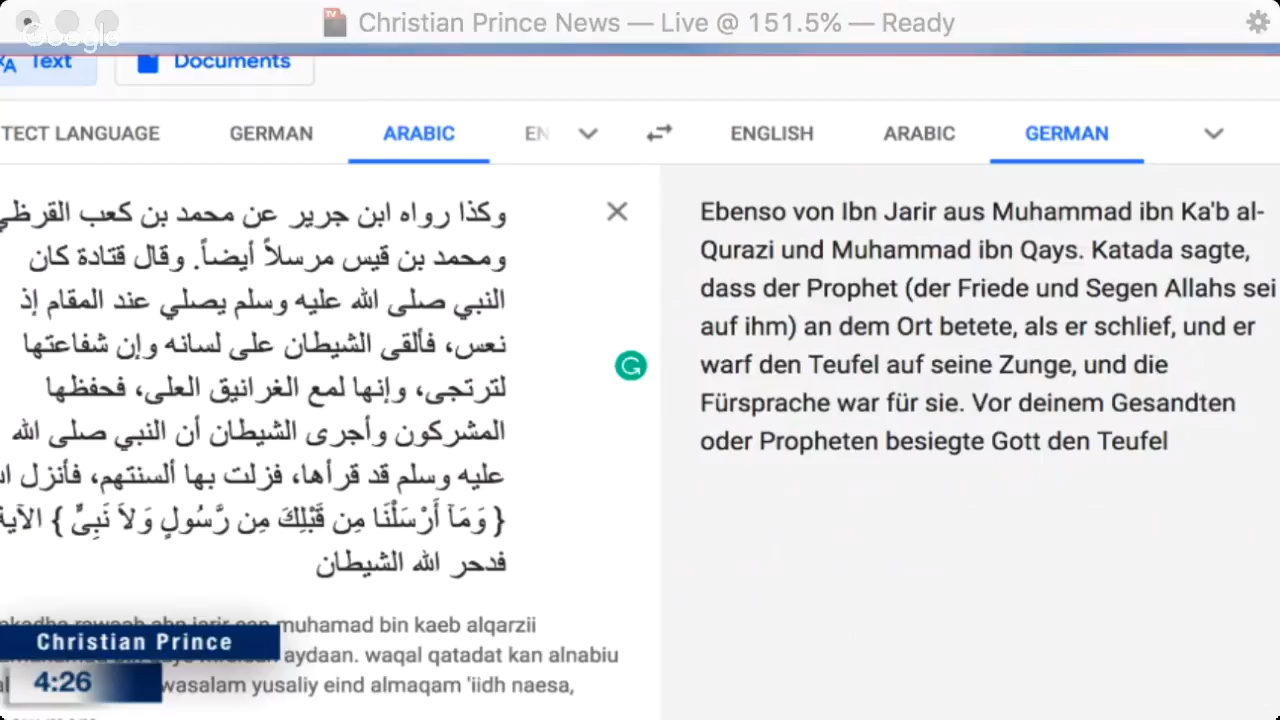 Christian Prince News — Live @ 151.5% — Ready
Google
Text
Documents
TECT LANGUAGE
GERMAN
ARABIC
EN
ENGLISH
ARABIC
GERMAN
وكذا رواه ابن جرير عن محمد بن كعب القرظي
ومحمد بن قيس مرسلاً أيضاً. وقال قتادة كان
النبي صلى الله عليه وسلم يصلي عند المقام إذ
نعس، فألقى الشيطان على لسانه وإن شفاعتها
لترتجى، وإنها لمع الغرانيق العلى، فحفظها
المشركون وأجرى الشيطان أن النبي صلى الله
عليه وسلم قد قرأها، فزلت بها ألسنتهم، فأنزل
{ وَمَآ أَرْسَلْنَا مِن قَبْلِكَ مِن رَّسُولٍ وَلاَ نَبِىٍّ } الآية
فدحر الله الشيطان
Ebenso von Ibn Jarir aus Muhammad ibn Ka'b al-
Qurazi und Muhammad ibn Qays. Katada sagte,
dass der Prophet (der Friede und Segen Allahs sei
auf ihm) an dem Ort betete, als er schlief, und er
warf den Teufel auf seine Zunge, und die
Fürsprache war für sie. Vor deinem Gesandten
oder Propheten besiegte Gott den Teufel
muhamad bin kaeb alqarzii
aydaan. waqal qatadat kan alnabiu
wasalam yusaliy eind almaqam 'iidh naesa,
Christian Prince
4:26